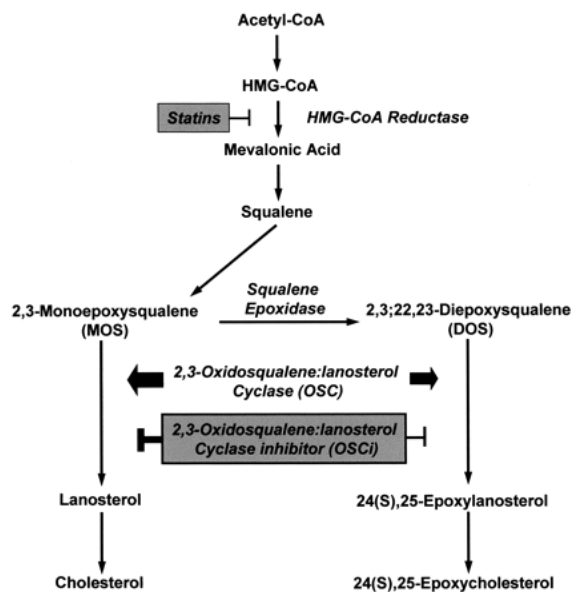 Acetyl-CoA
HMG-CoA
Statins
HMG-CoA Reductase
Mevalonic Acid
Squalene
2,3-Monoepoxysqualene
(MOS)
Squalene
Epoxidase
2,3;22,23-Diepoxysqualene
(DOS)
2,3-Oxidosqualene:lanosterol
Cyclase (OSC)
2,3-Oxidosqualene:lanosterol
Cyclase inhibitor (OSCi)
Lanosterol
24(S),25-Epoxylanosterol
Cholesterol
24(S),25-Epoxycholesterol